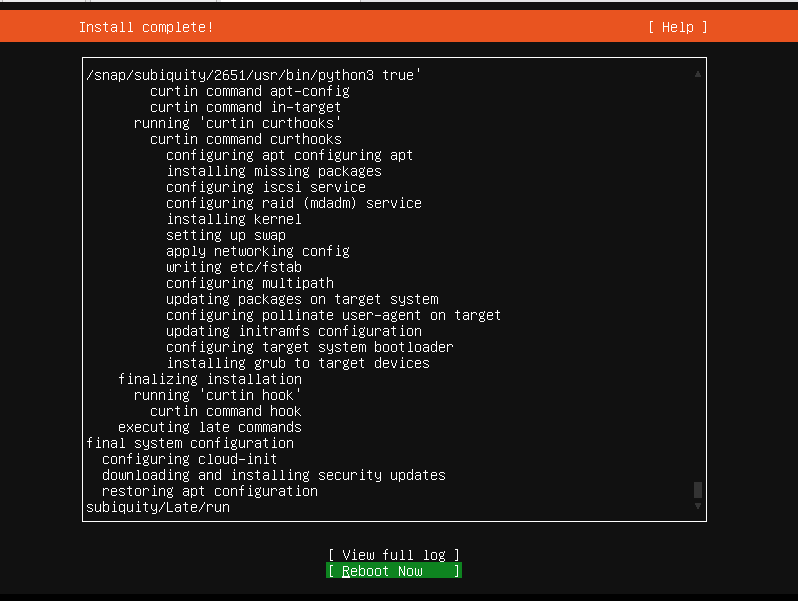 Install complete! [ Help ]
/snap/subiquity/2651/usr/bin/python3 true'
curtin command apt-config
curtin command in-target
running 'curtin curthooks'
curtin command curthooks
configuring apt configuring apt
installing missing packages
configuring iscsi service
configuring raid (mdadm) service
installing kernel
setting up swap
apply networking config
writing etc/fstab
configuring multipath
updating packages on target system
configuring pollinate user-agent on target
updating initramfs configuration
configuring target system bootloader
installing grub to target devices
finalizing installation
running 'curtin hook'
curtin command hook
executing late commands
final system configuration
configuring cloud-init
downloading and installing security updates
restoring apt configuration
subiquity/Late/run
[ View full log ]
[ Reboot Now ]